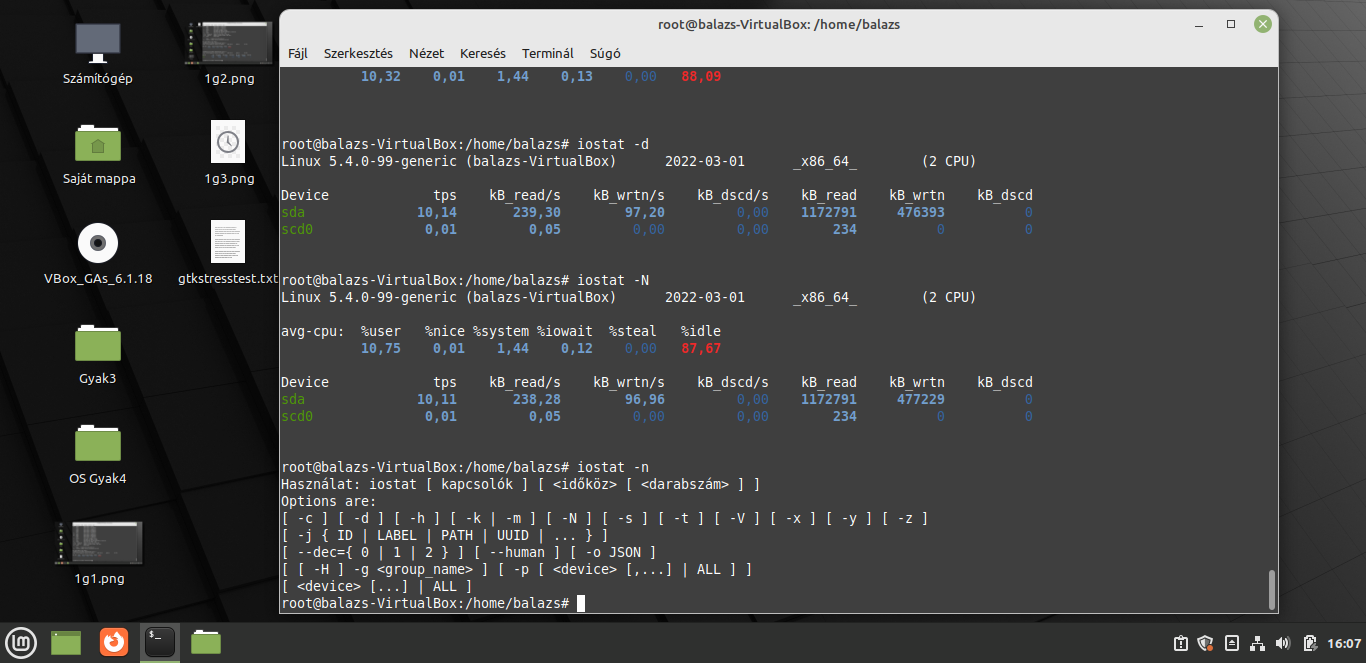 Számítógép
1g2.png
Saját mappa
1g3.png
VBox_GAs_6.1.18
gtkstresstest.txt
Gyak3
OS Gyak4
1g1.png
root@balazs-VirtualBox: /home/balazs
Fájl Szerkesztés Nézet Keresés Terminál Súgó
10,32 0,01 1,44 0,13 0,00 88,09
root@balazs-VirtualBox:/home/balazs# iostat -d
Linux 5.4.0-99-generic (balazs-VirtualBox) 2022-03-01 _x86_64_ (2 CPU)
Device tps kB_read/s kB_wrtn/s kB_dscd/s kB_read kB_wrtn kB_dscd
sda 10,14 239,30 97,20 0,00 1172791 476393 0
scd0 0,01 0,05 0,00 0,00 234 0 0
root@balazs-VirtualBox:/home/balazs# iostat -N
Linux 5.4.0-99-generic (balazs-VirtualBox) 2022-03-01 _x86_64_ (2 CPU)
avg-cpu: %user %nice %system %iowait %steal %idle
10,75 0,01 1,44 0,12 0,00 87,67
Device tps kB_read/s kB_wrtn/s kB_dscd/s kB_read kB_wrtn kB_dscd
sda 10,11 238,28 96,96 0,00 1172791 477229 0
scd0 0,01 0,05 0,00 0,00 234 0 0
root@balazs-VirtualBox:/home/balazs# iostat -n
Használat: iostat [ kapcsolók ] [ <időköz> [ <darabszám> ] ]
Options are:
[ -c ] [ -d ] [ -h ] [ -k | -m ] [ -N ] [ -s ] [ -t ] [ -V ] [ -x ] [ -y ] [ -z ]
[ -j { ID | LABEL | PATH | UUID | ... } ]
[ --dec={ 0 | 1 | 2 } ] [ --human ] [ -o JSON ]
[ [ -H ] -g <group_name> ] [ -p [ <device> [,...] | ALL ] ]
[ <device> [...] | ALL ]
root@balazs-VirtualBox:/home/balazs#
$_
16:07